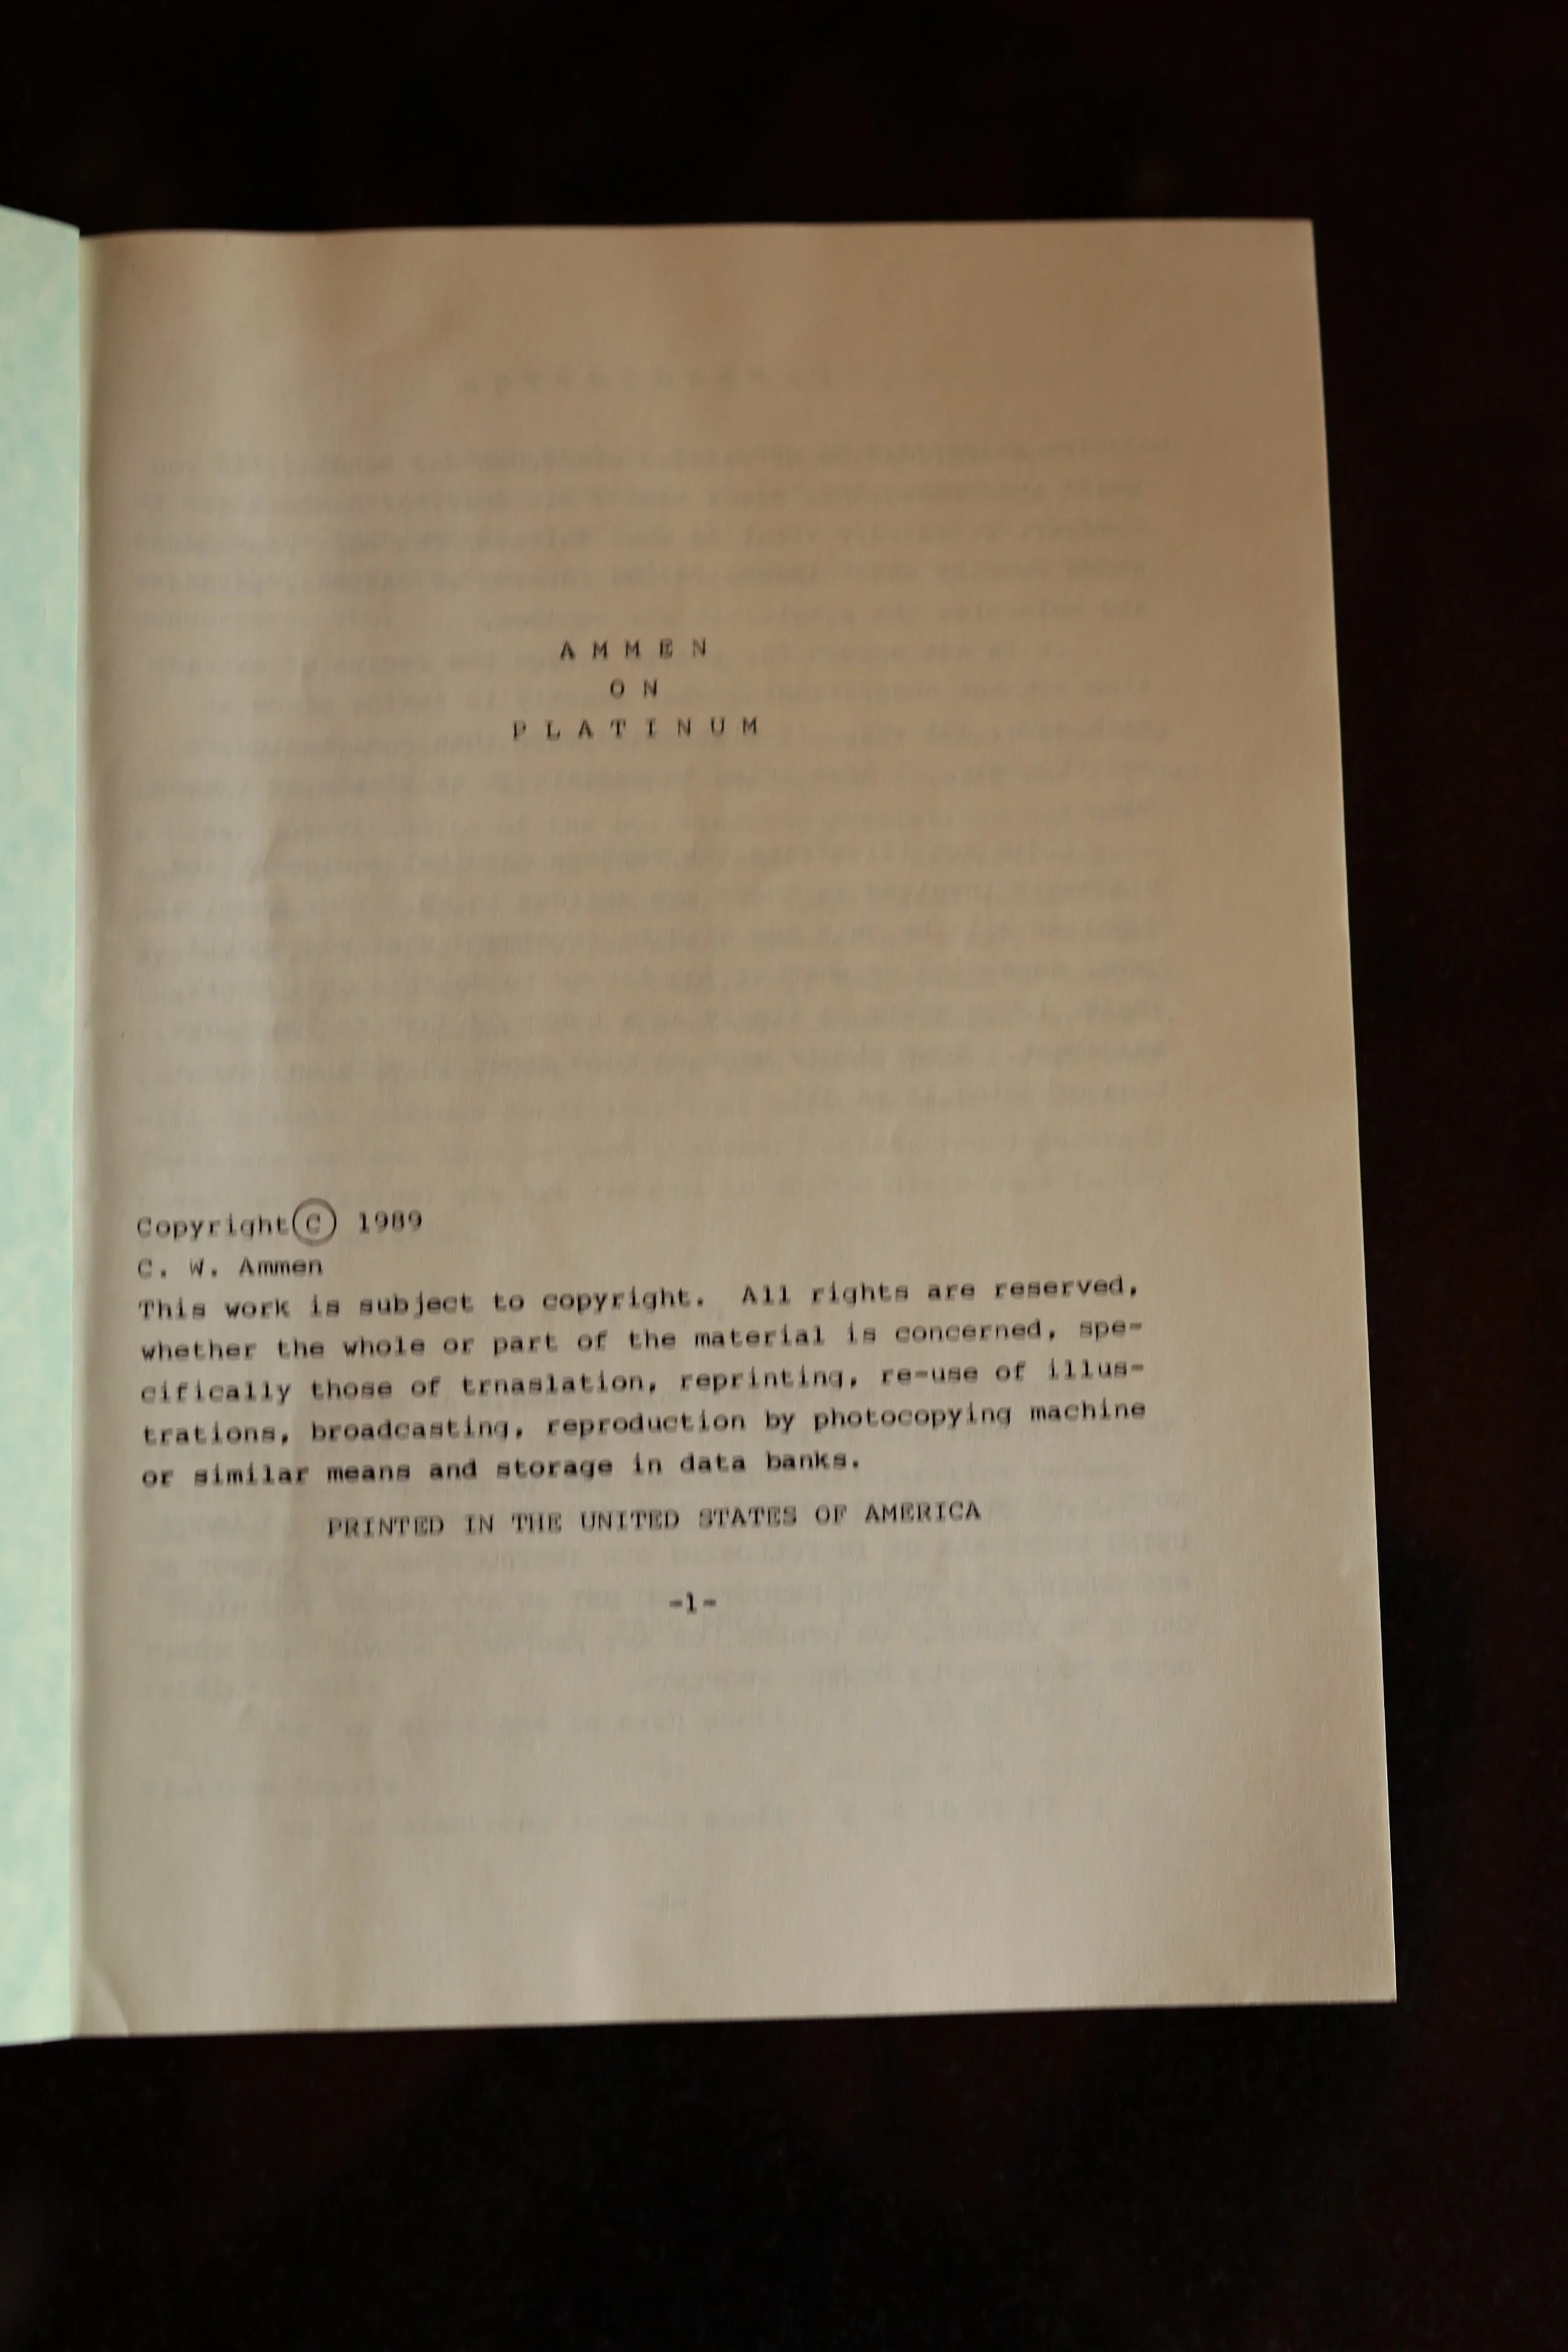 A M M E N
O N
P L A T I N U M
Copyright © 1989
C. W. Ammen
This work is subject to copyright.  All rights are reserved,
whether the whole or part of the material is concerned, spe-
cifically those of trnaslation, reprinting, re-use of illus-
trations, broadcasting, reproduction by photocopying machine
or similar means and storage in data banks.
PRINTED IN THE UNITED STATES OF AMERICA
-1-